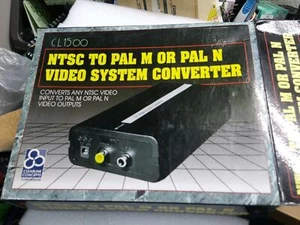 CL1500
NTSC TO PAL M OR PAL N
VIDEO SYSTEM CONVERTER
CONVERTS ANY NTSC VIDEO
INPUT TO PAL M OR PAL N
VIDEO OUTPUTS